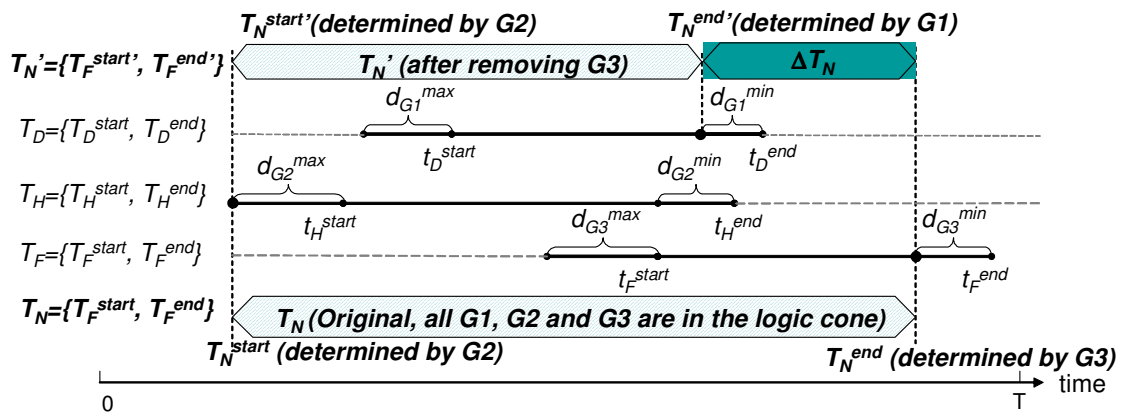 T_N^start'(determined by G2)
T_N^end'(determined by G1)
T_N'={T_F^start', T_F^end'}
T_N' (after removing G3)
ΔT_N
T_D={T_D^start, T_D^end}
d_G1^max
t_D^start
d_G1^min
t_D^end
T_H={T_H^start, T_H^end}
d_G2^max
t_H^start
d_G2^min
t_H^end
T_F={T_F^start, T_F^end}
d_G3^max
t_F^start
d_G3^min
t_F^end
T_N={T_F^start, T_F^end}
T_N (Original, all G1, G2 and G3 are in the logic cone)
T_N^start (determined by G2)
T_N^end (determined by G3)
0
T
time